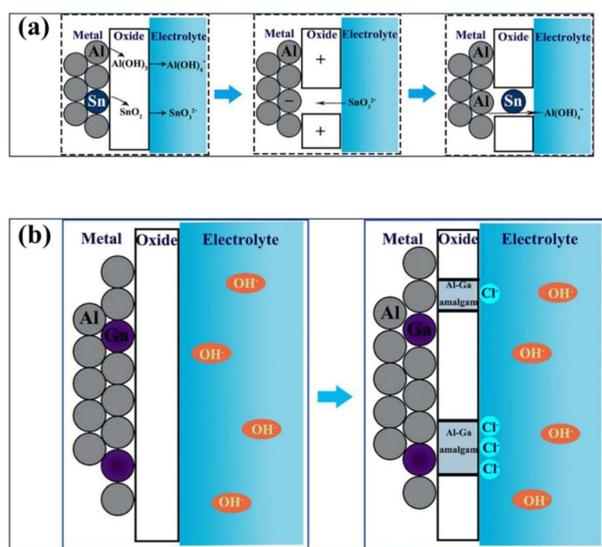 (a)
Metal Oxide Electrolyte
Al
Al(OH)₃ Al(OH)₄⁻
Sn
SnO₂ SnO₃²⁻
Metal Oxide Electrolyte
Al
+
− SnO₃²⁻
+
Metal Oxide Electrolyte
Al
Al Sn
Al(OH)₄⁻
(b)
Metal Oxide Electrolyte
OH⁻
Al
Ga
OH⁻
OH⁻
OH⁻
Metal Oxide Electrolyte
Al-Ga
amalgam
Cl⁻ OH⁻
Al
Ga
OH⁻
Al-Ga
amalgam
Cl⁻
Cl⁻
Cl⁻
OH⁻
OH⁻